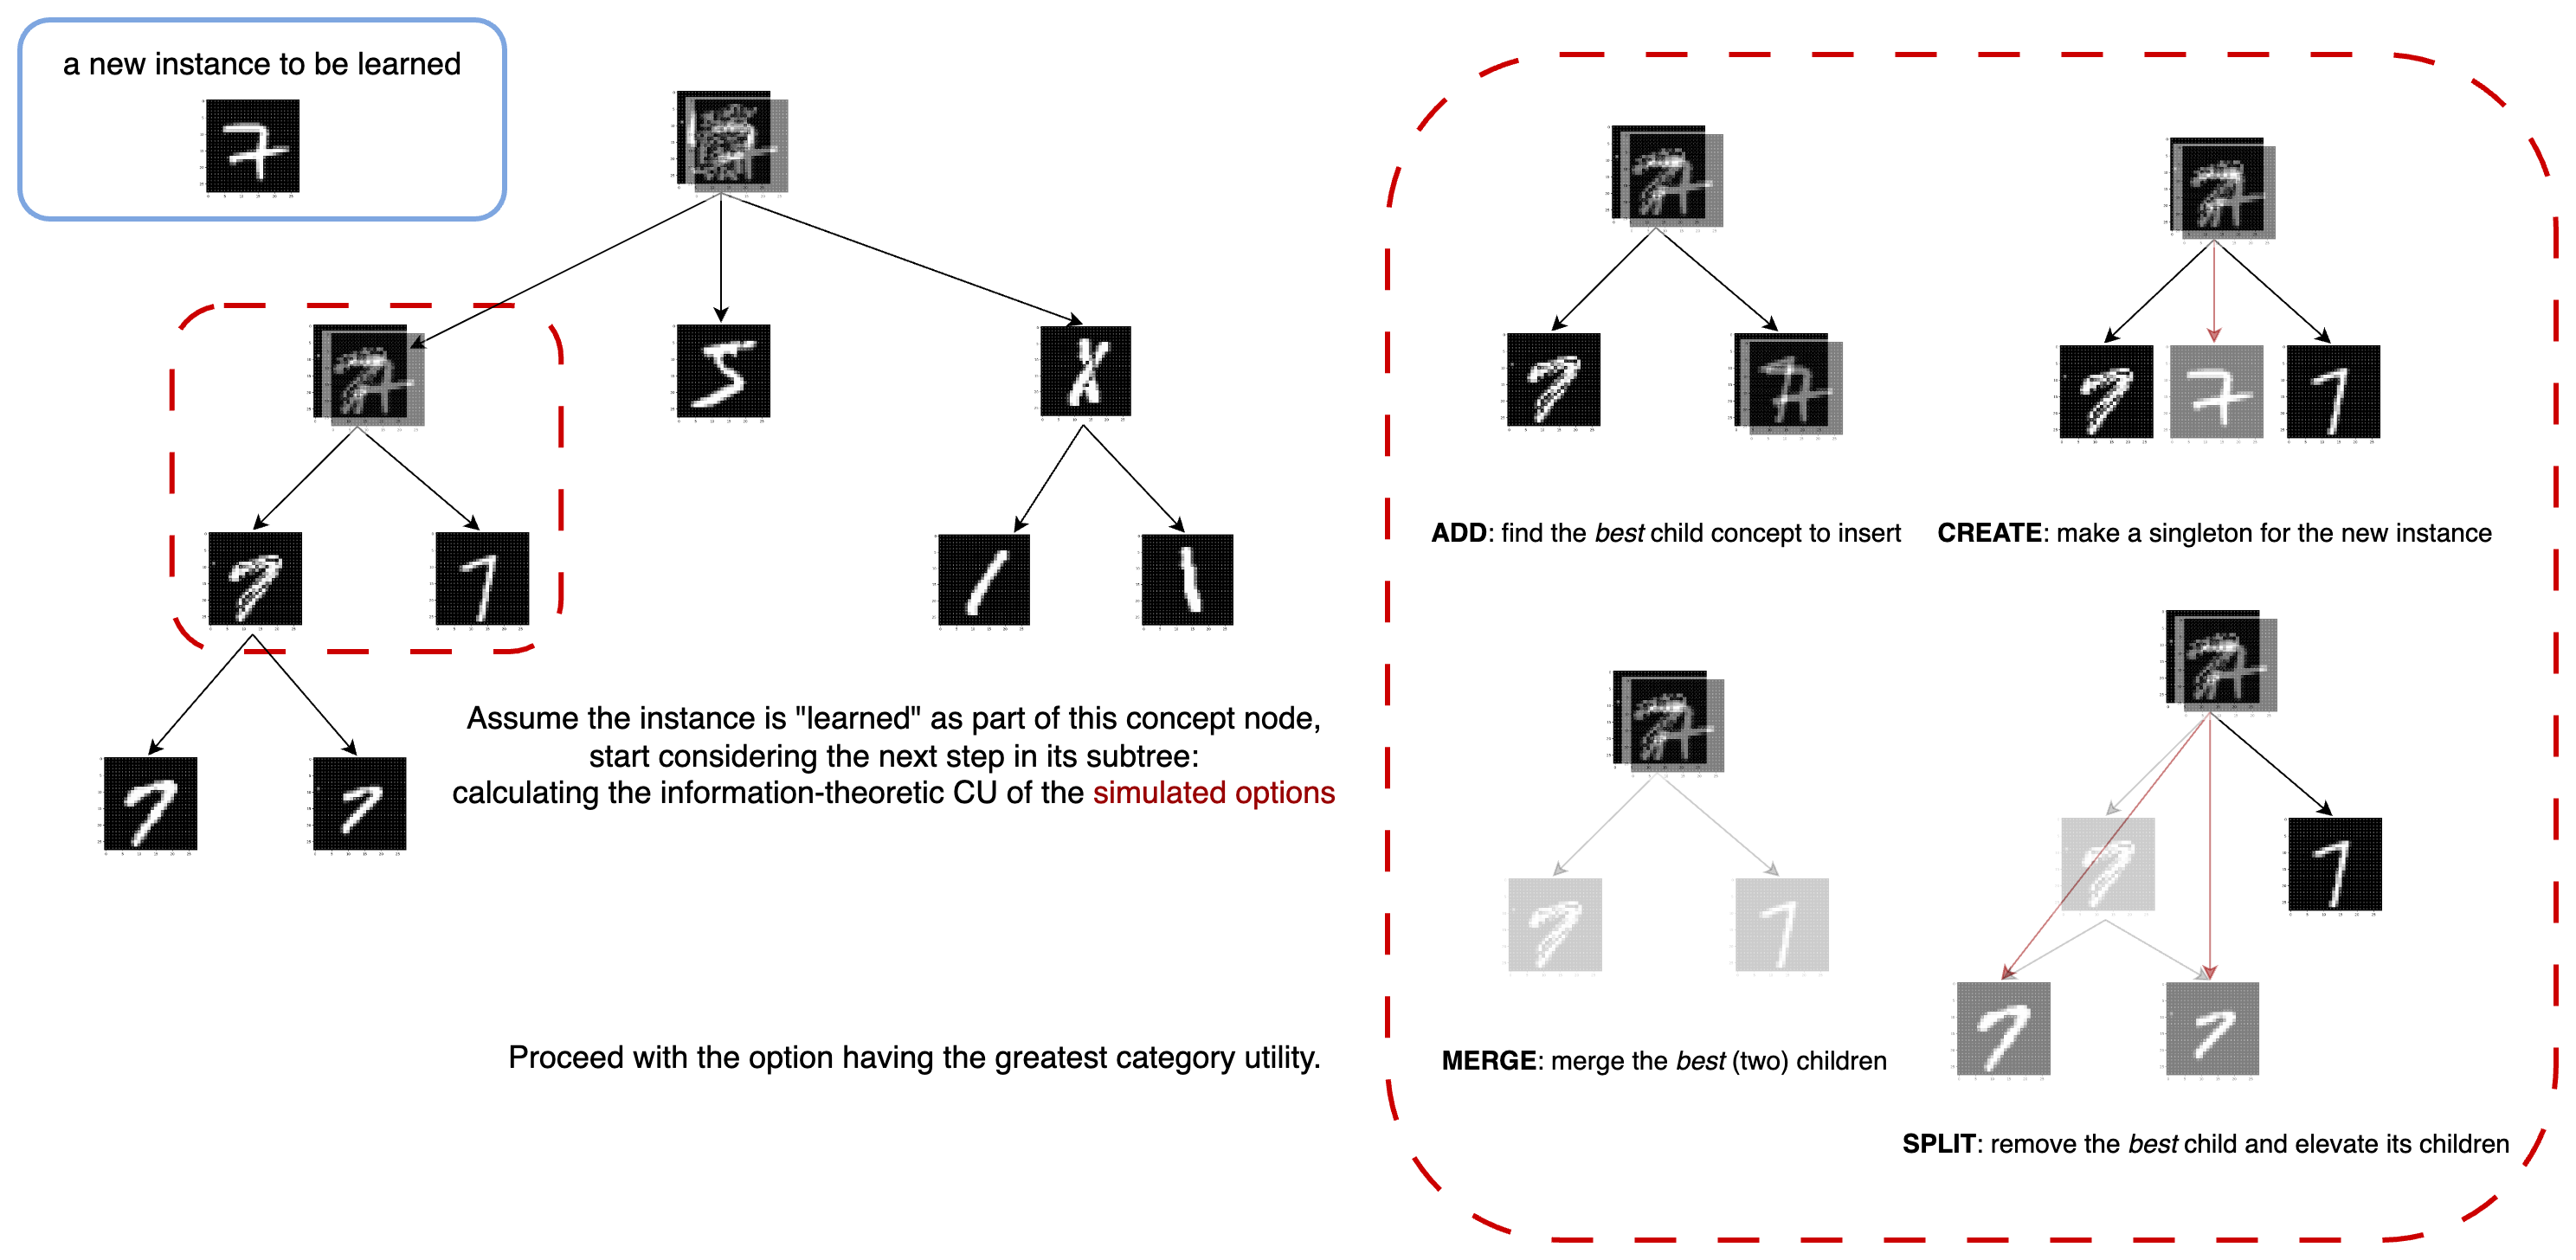 a new instance to be learned
ADD: find the best child concept to insert
CREATE: make a singleton for the new instance
Assume the instance is "learned" as part of this concept node,
start considering the next step in its subtree:
calculating the information-theoretic CU of the simulated options
Proceed with the option having the greatest category utility.
MERGE: merge the best (two) children
SPLIT: remove the best child and elevate its children